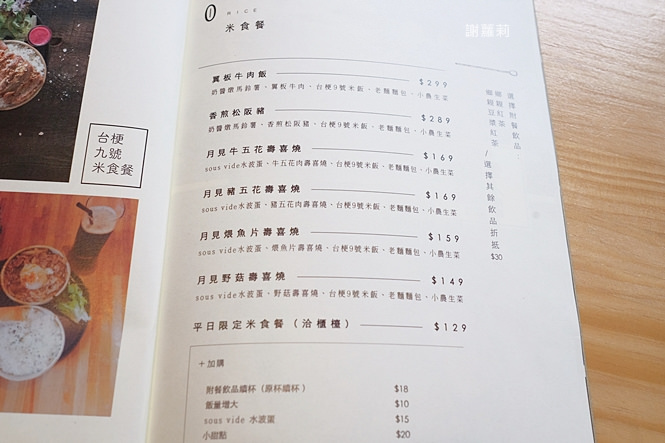 謝蘿莉
RICE
米食餐
翼板牛肉飯 $299
奶醬燉馬鈴薯、翼板牛肉、台梗9號米飯、老麵麵包、小農生菜
香煎松阪豬 $289
奶醬燉馬鈴薯、香煎松阪豬、台梗9號米飯、老麵麵包、小農生菜
月見牛五花壽喜燒 $169
sous vide水波蛋、牛五花肉壽喜燒、台梗9號米飯、老麵麵包、小農生菜
月見豬五花壽喜燒 $169
sous vide水波蛋、豬五花肉壽喜燒、台梗9號米飯、老麵麵包、小農生菜
月見煨魚片壽喜燒 $159
sous vide水波蛋、煨魚片壽喜燒、台梗9號米飯、老麵麵包、小農生菜
月見野菇壽喜燒 $149
sous vide水波蛋、野菇壽喜燒、台梗9號米飯、老麵麵包、小農生菜
平日限定米食餐（洽櫃檯） $129
＋加購
附餐飲品續杯（原杯續杯） $18
飯量增大 $10
sous vide 水波蛋 $15
小甜點 $20
選擇附餐飲品
錫蘭紅茶
錫蘭豆漿紅茶 / 選擇其餘飲品折抵$30
台梗
九號
米食餐